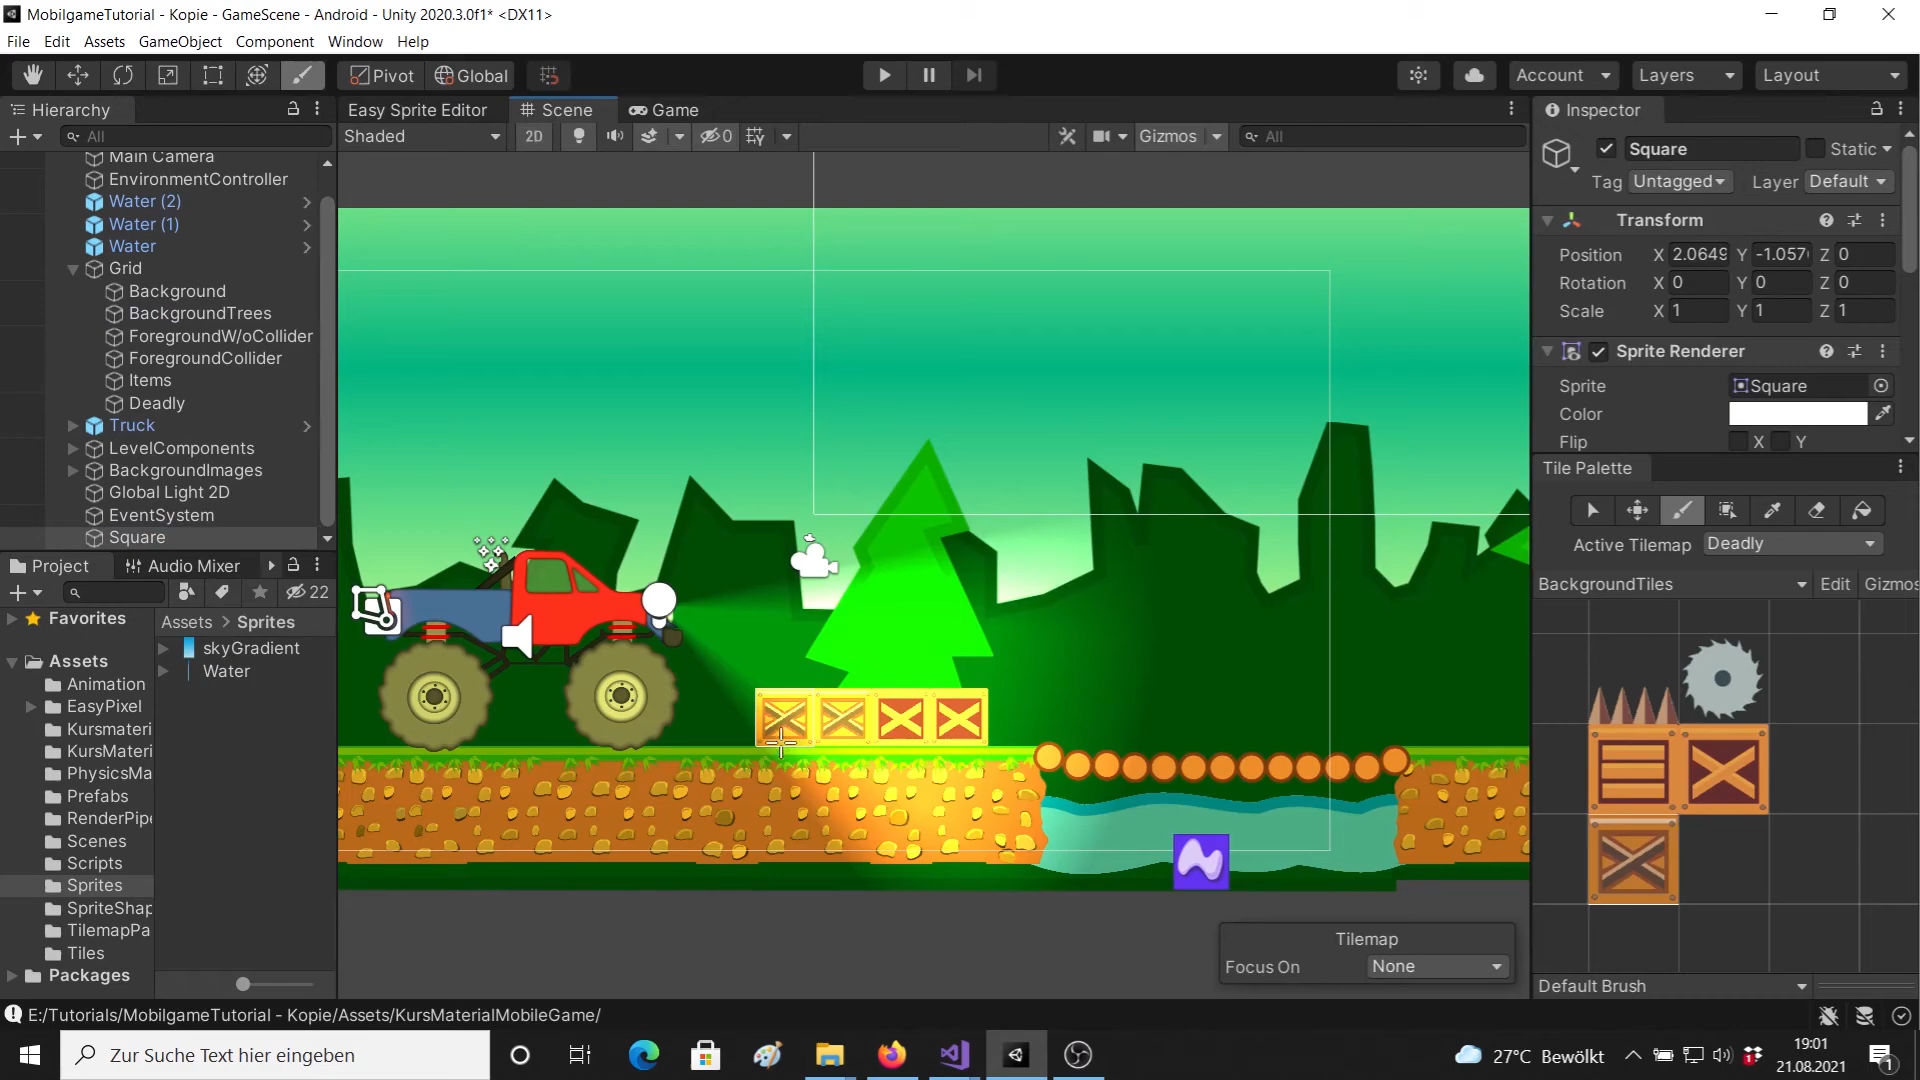 MobilgameTutorial - Kopie - GameScene - Android - Unity 2020.3.0f1* <DX11>
File Edit Assets GameObject Component Window Help
Pivot Global Account Layers Layout
Hierarchy
All
Main Camera
EnvironmentController
Water (2)
Water (1)
Water
Grid
Background
BackgroundTrees
ForegroundW/oCollider
ForegroundCollider
Items
Deadly
Truck
LevelComponents
BackgroundImages
Global Light 2D
EventSystem
Square
Easy Sprite Editor Scene Game
Shaded 2D 0 Gizmos All
Tilemap
Focus On None
Inspector
Square Static
Tag Untagged Layer Default
Transform
Position X 2.0649 Y -1.057 Z 0
Rotation X 0 Y 0 Z 0
Scale X 1 Y 1 Z 1
Sprite Renderer
Sprite Square
Color
Flip X Y
Tile Palette
Active Tilemap Deadly
BackgroundTiles Edit Gizmos
Default Brush
Project Audio Mixer
22
Favorites
Assets
Animation
EasyPixel
Kursmateri
KursMateri
PhysicsMa
Prefabs
RenderPipe
Scenes
Scripts
Sprites
SpriteShap
TilemapPa
Tiles
Packages
Assets > Sprites
skyGradient
Water
E:/Tutorials/MobilgameTutorial - Kopie/Assets/KursMaterialMobileGame/
Zur Suche Text hier eingeben
27°C Bewölkt
19:01
21.08.2021
1